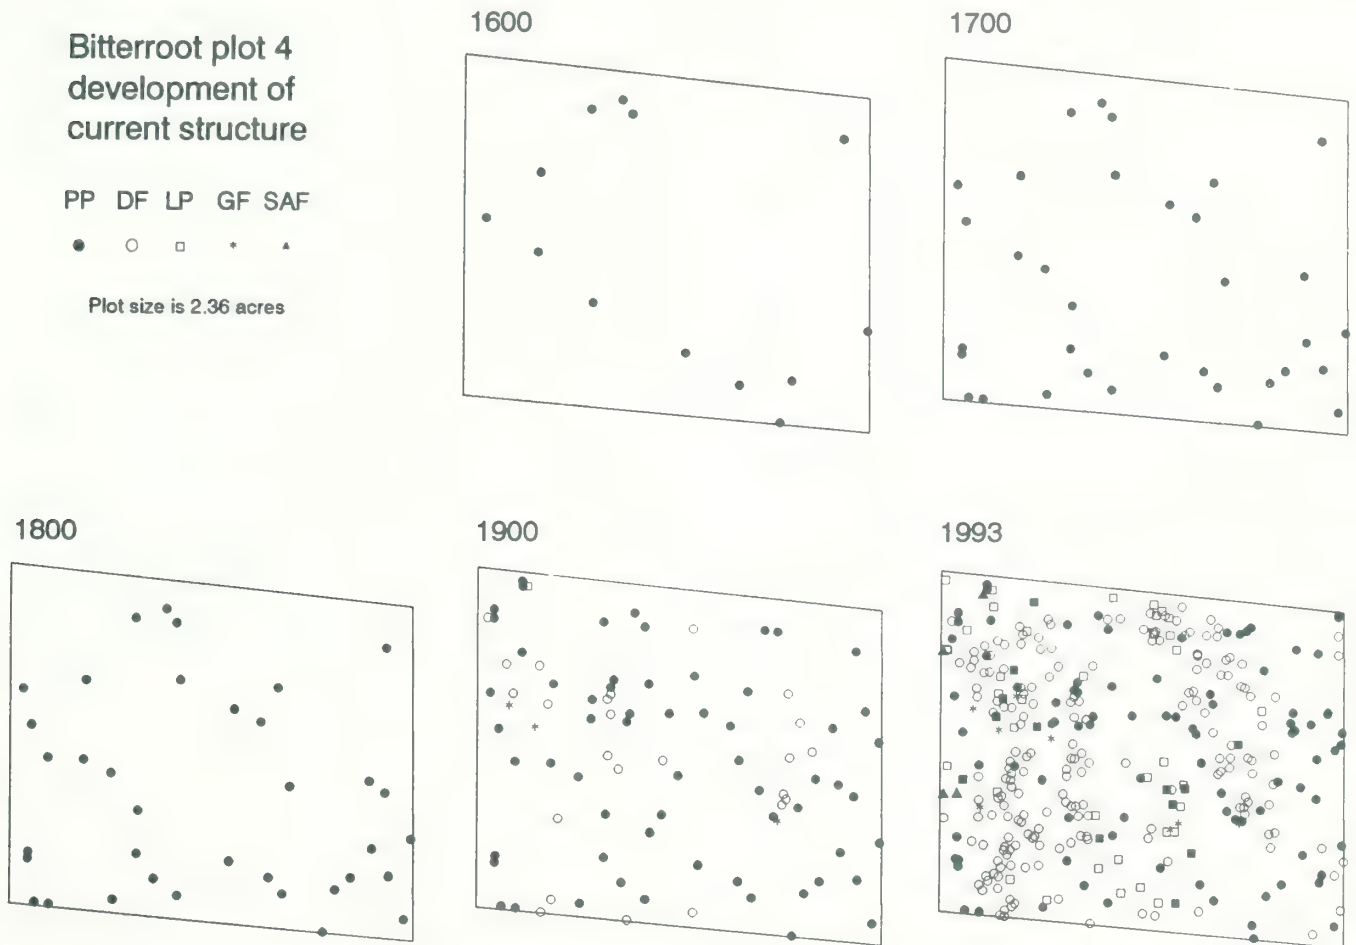 Bitterroot plot 4
development of
current structure
PP DF LP GF SAF
Plot size is 2.36 acres
1600
1700
1800
1900
1993